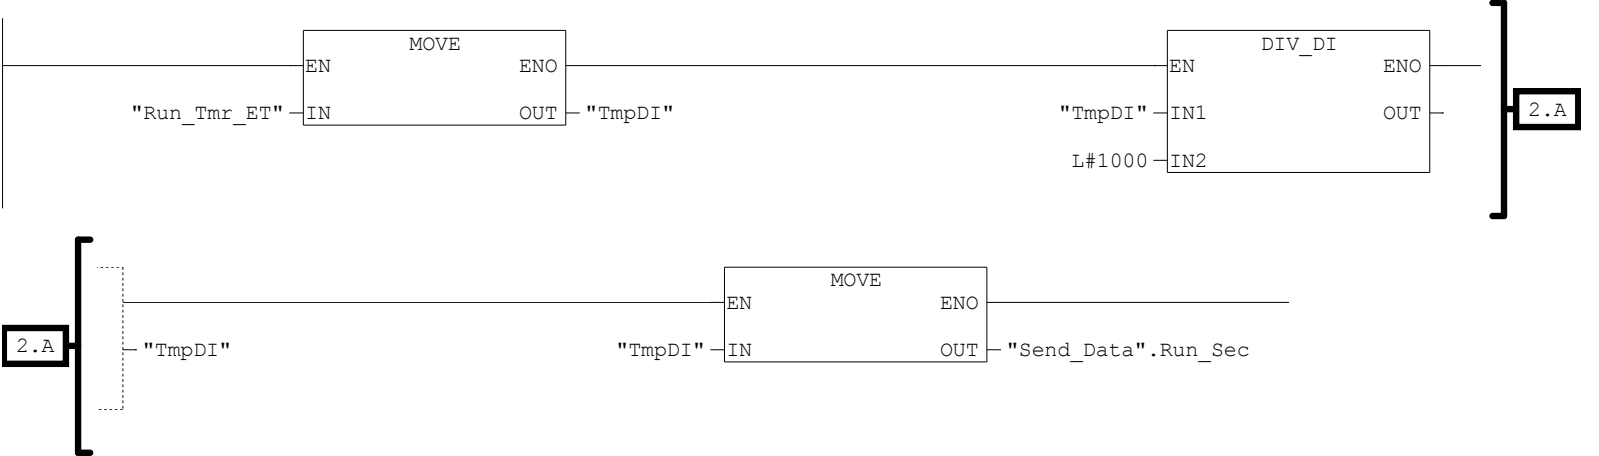 MOVE DIV_DI
EN ENO EN ENO
"Run_Tmr_ET" IN OUT "TmpDI" "TmpDI" IN1 OUT 2.A
L#1000 IN2
MOVE
EN ENO
2.A "TmpDI" "TmpDI" IN OUT "Send_Data".Run_Sec